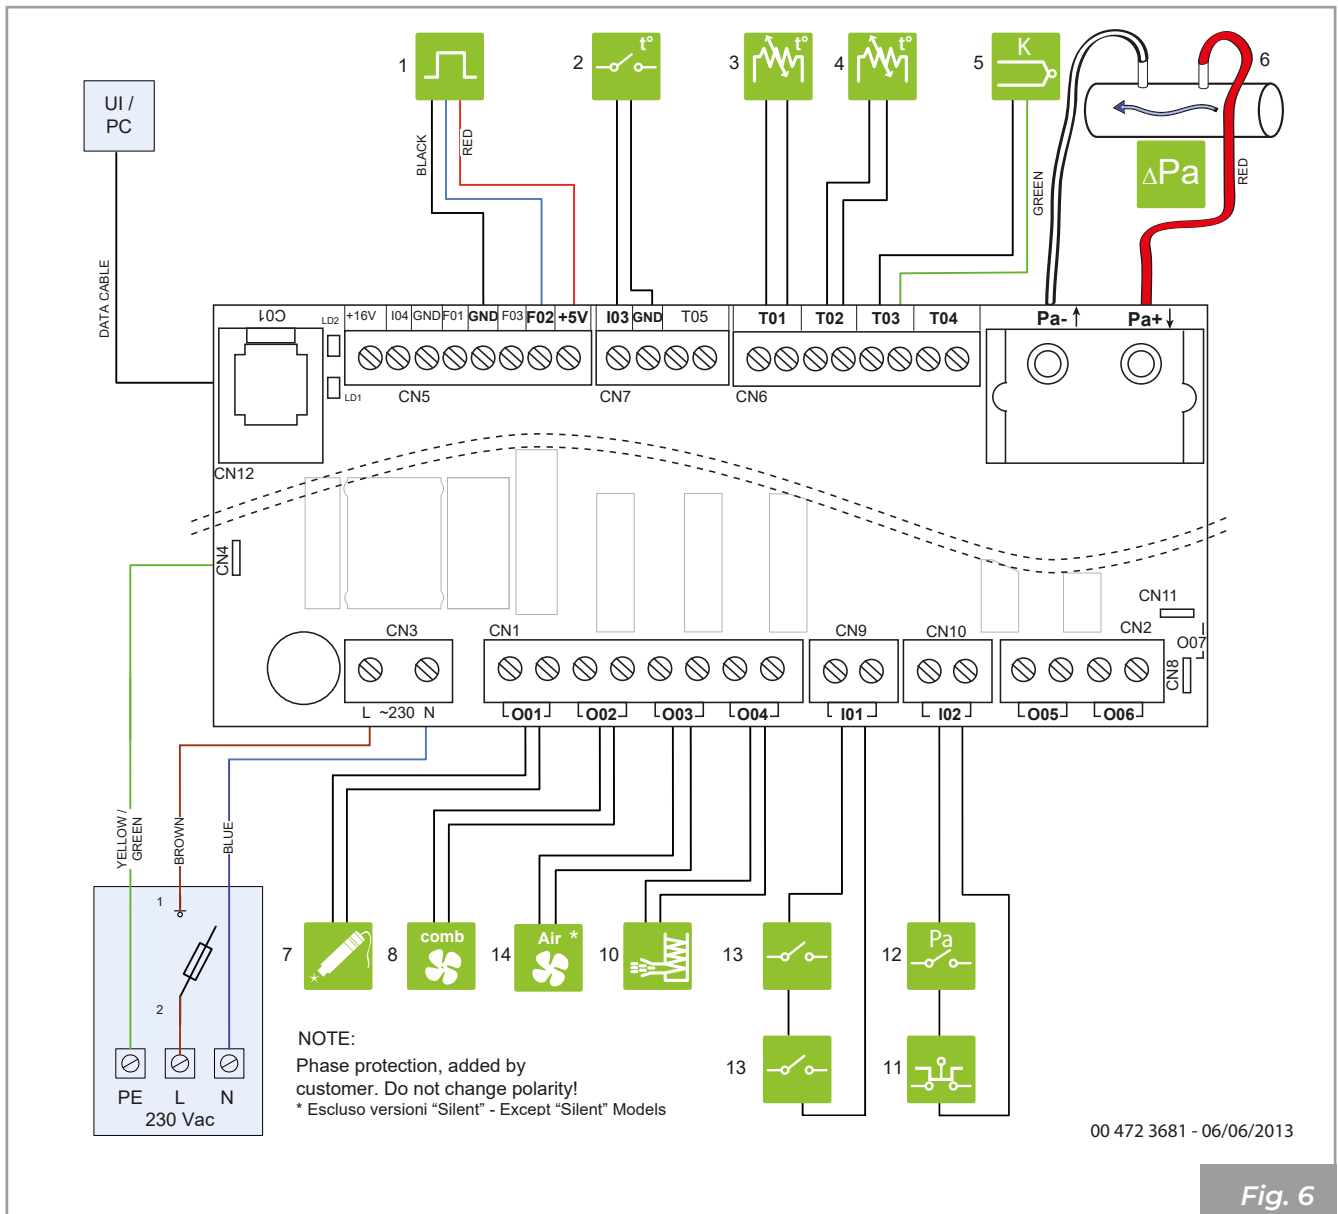 1
2 t°
3 t°
4 t°
5 K
6
UI /
PC
BLACK
RED
GREEN
ΔPa
RED
DATA CABLE
C01
LD2
+16V I04 GND F01 GND F03 F02 +5V
I03 GND T05
T01 T02 T03 T04
Pa- Pa+
LD1
CN5
CN7
CN6
CN12
CN4
CN11
CN3
CN1
CN9
CN10
CN2
O07
CN8
L ~230 N
O01 O02 O03 O04
I01
I02
O05 O06
YELLOW /
GREEN
BROWN
BLUE
1
2
PE L N
230 Vac
7
8 comb
14 Air *
10
13
12 Pa
13
11
NOTE:
Phase protection, added by
customer. Do not change polarity!
* Escluso versioni “Silent” - Except “Silent” Models
00 472 3681 - 06/06/2013
Fig. 6